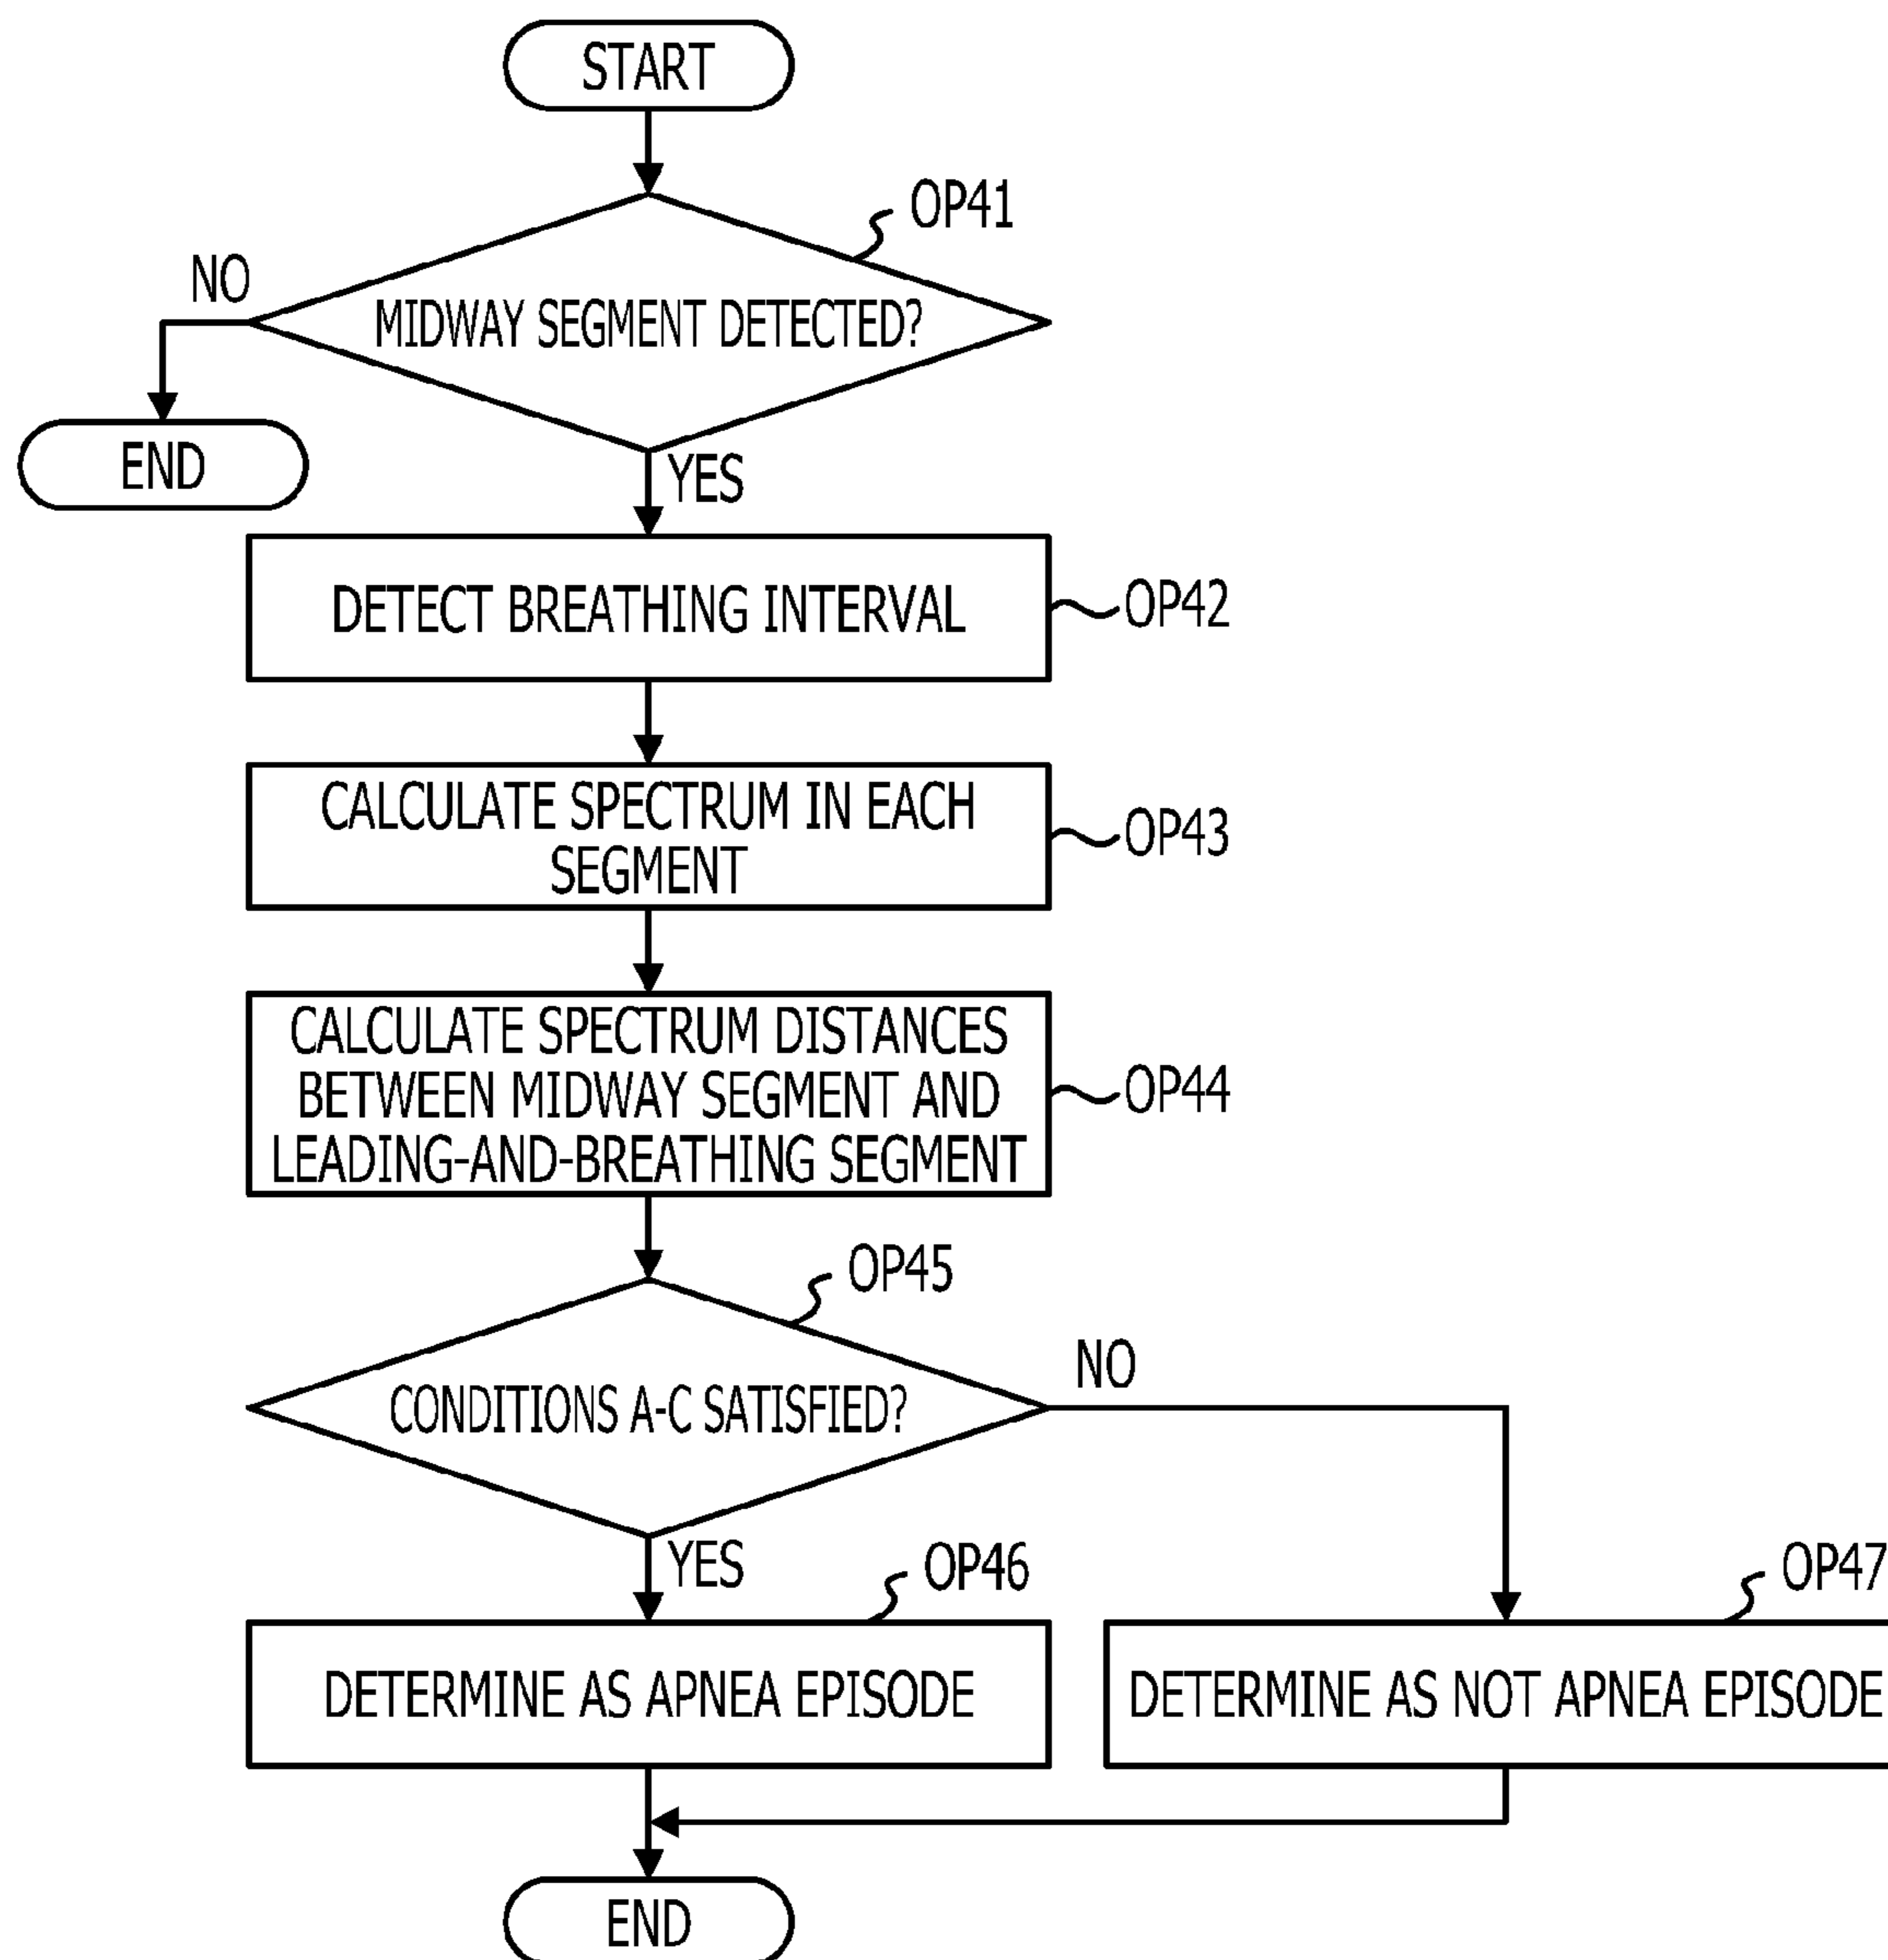 START
OP41
NO
MIDWAY SEGMENT DETECTED?
END
YES
DETECT BREATHING INTERVAL
OP42
CALCULATE SPECTRUM IN EACH
SEGMENT
OP43
CALCULATE SPECTRUM DISTANCES
BETWEEN MIDWAY SEGMENT AND
LEADING-AND-BREATHING SEGMENT
OP44
OP45
NO
CONDITIONS A-C SATISFIED?
YES
OP46
OP47
DETERMINE AS APNEA EPISODE
DETERMINE AS NOT APNEA EPISODE
END